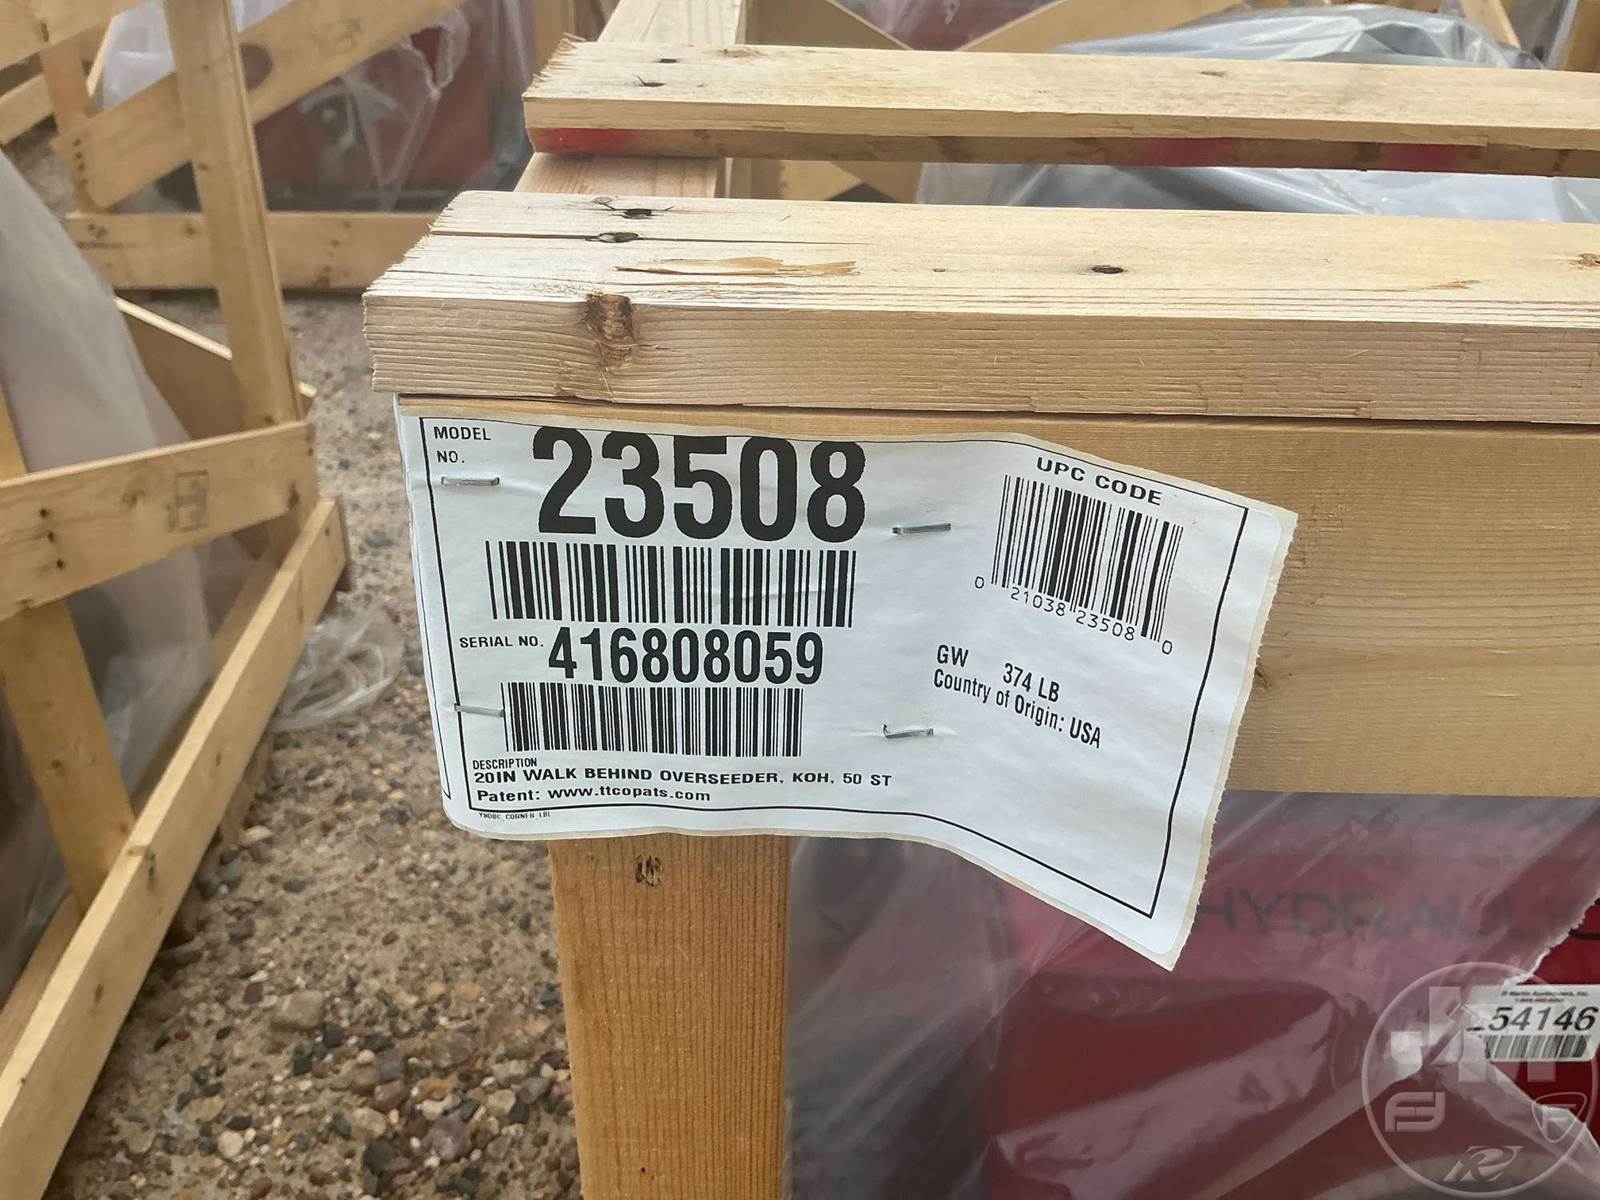 MODEL
NO. 23508
UPC CODE
0 21038 23508 0
SERIAL NO. 416808059
GW 374 LB
Country of Origin: USA
DESCRIPTION
20IN WALK BEHIND OVERSEEDER, KOH, 50 ST
Patent: www.ttcopats.com
HYDRAULIC
54146